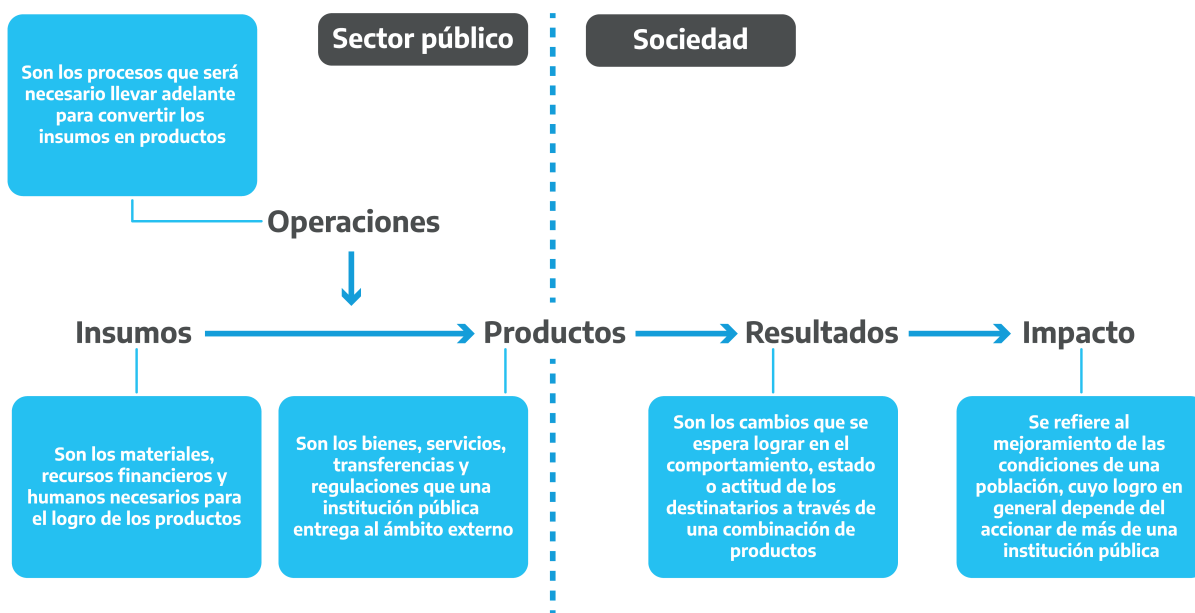 Sector público
Sociedad
Son los procesos que será
necesario llevar adelante
para convertir los
insumos en productos
Operaciones
Insumos
Productos
Resultados
Impacto
Son los materiales,
recursos financieros y
humanos necesarios para
el logro de los productos
Son los bienes, servicios,
transferencias y
regulaciones que una
institución pública
entrega al ámbito externo
Son los cambios que se
espera lograr en el
comportamiento, estado
o actitud de los
destinatarios a través de
una combinación de
productos
Se refiere al
mejoramiento de las
condiciones de una
población, cuyo logro en
general depende del
accionar de más de una
institución pública